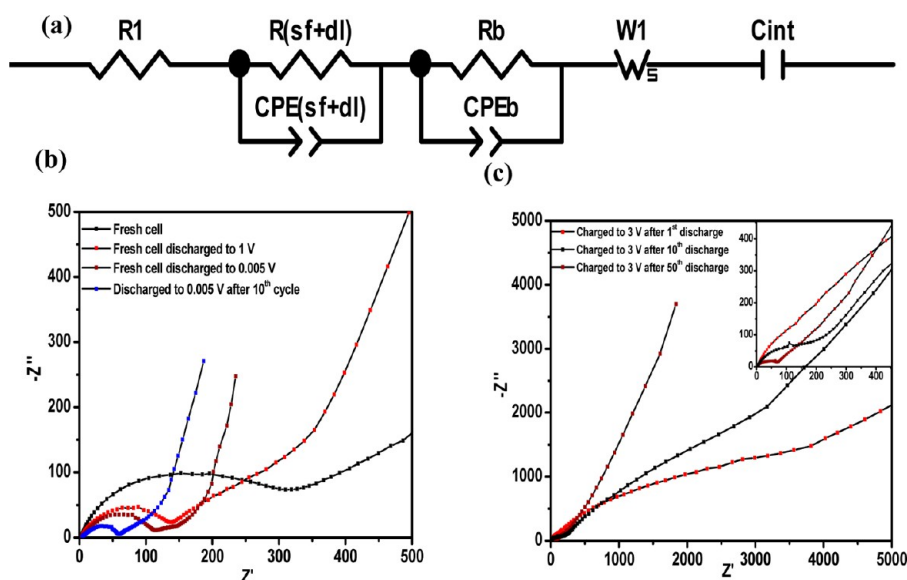 (a)
R1
R(sf+dl)
Rb
W1
Cint
CPE(sf+dl)
CPEb
s
(b)
500
400
300
200
100
0
-Z"
Fresh cell
Fresh cell discharged to 1 V
Fresh cell discharged to 0.005 V
Discharged to 0.005 V after 10th cycle
0 100 200 300 400 500
Z'
(c)
5000
4000
3000
2000
1000
0
-Z"
Charged to 3 V after 1st discharge
Charged to 3 V after 10th discharge
Charged to 3 V after 50th discharge
400
300
200
100
0
0 100 200 300 400
0 1000 2000 3000 4000 5000
Z'